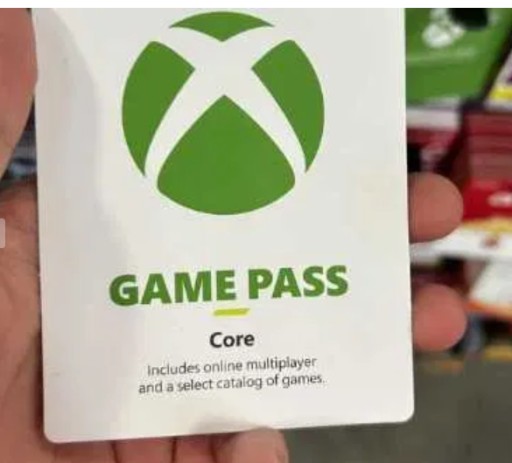 GAME PASS
Core
Includes online multiplayer
and a select catalog of games.